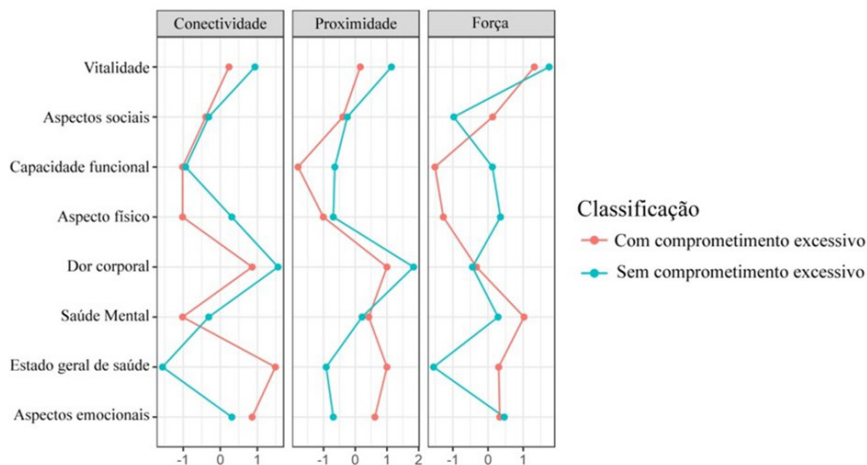 Conectividade
Proximidade
Força
Vitalidade
Aspectos sociais
Capacidade funcional
Aspecto físico
Dor corporal
Saúde Mental
Estado geral de saúde
Aspectos emocionais
-1 0 1
-1 0 1 2
-1 0 1
Classificação
Com comprometimento excessivo
Sem comprometimento excessivo